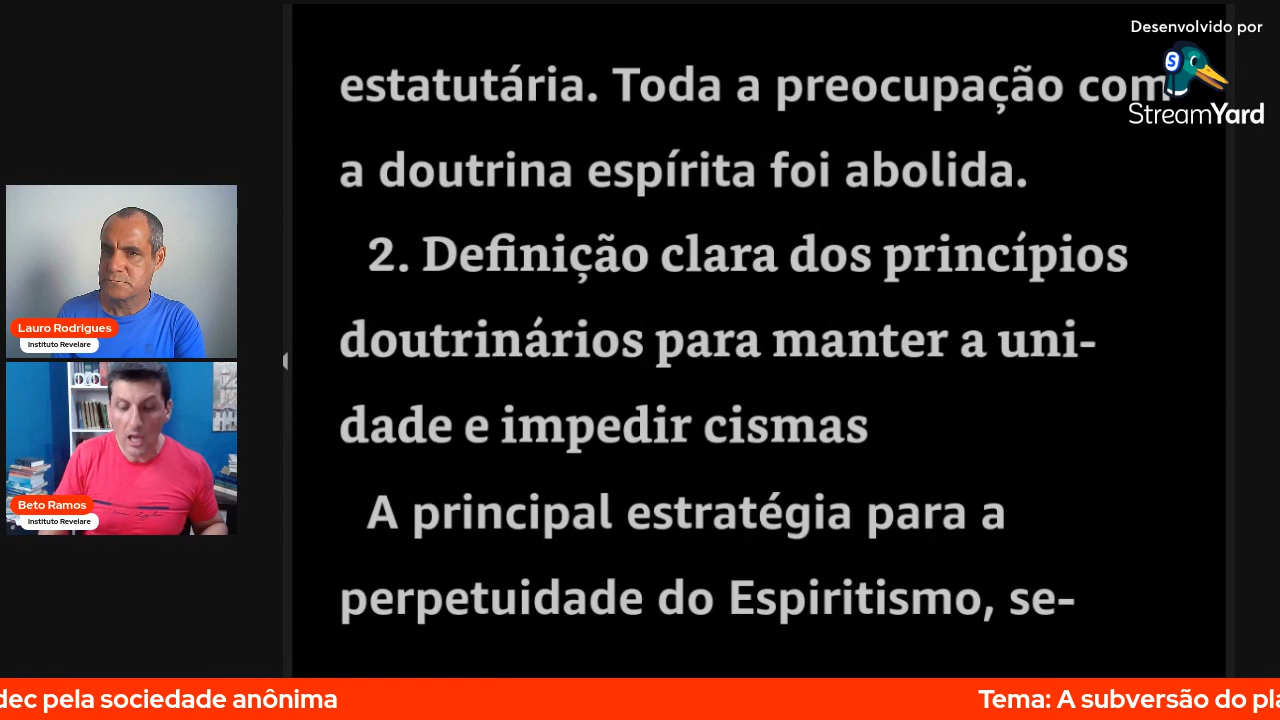 Desenvolvido por
StreamYard
estatutária. Toda a preocupação com
a doutrina espírita foi abolida.
2. Definição clara dos princípios
doutrinários para manter a uni-
dade e impedir cismas
A principal estratégia para a
perpetuidade do Espiritismo, se-
Lauro Rodrigues
Instituto Revelare
Beto Ramos
Instituto Revelare
dec pela sociedade anônima
Tema: A subversão do pla